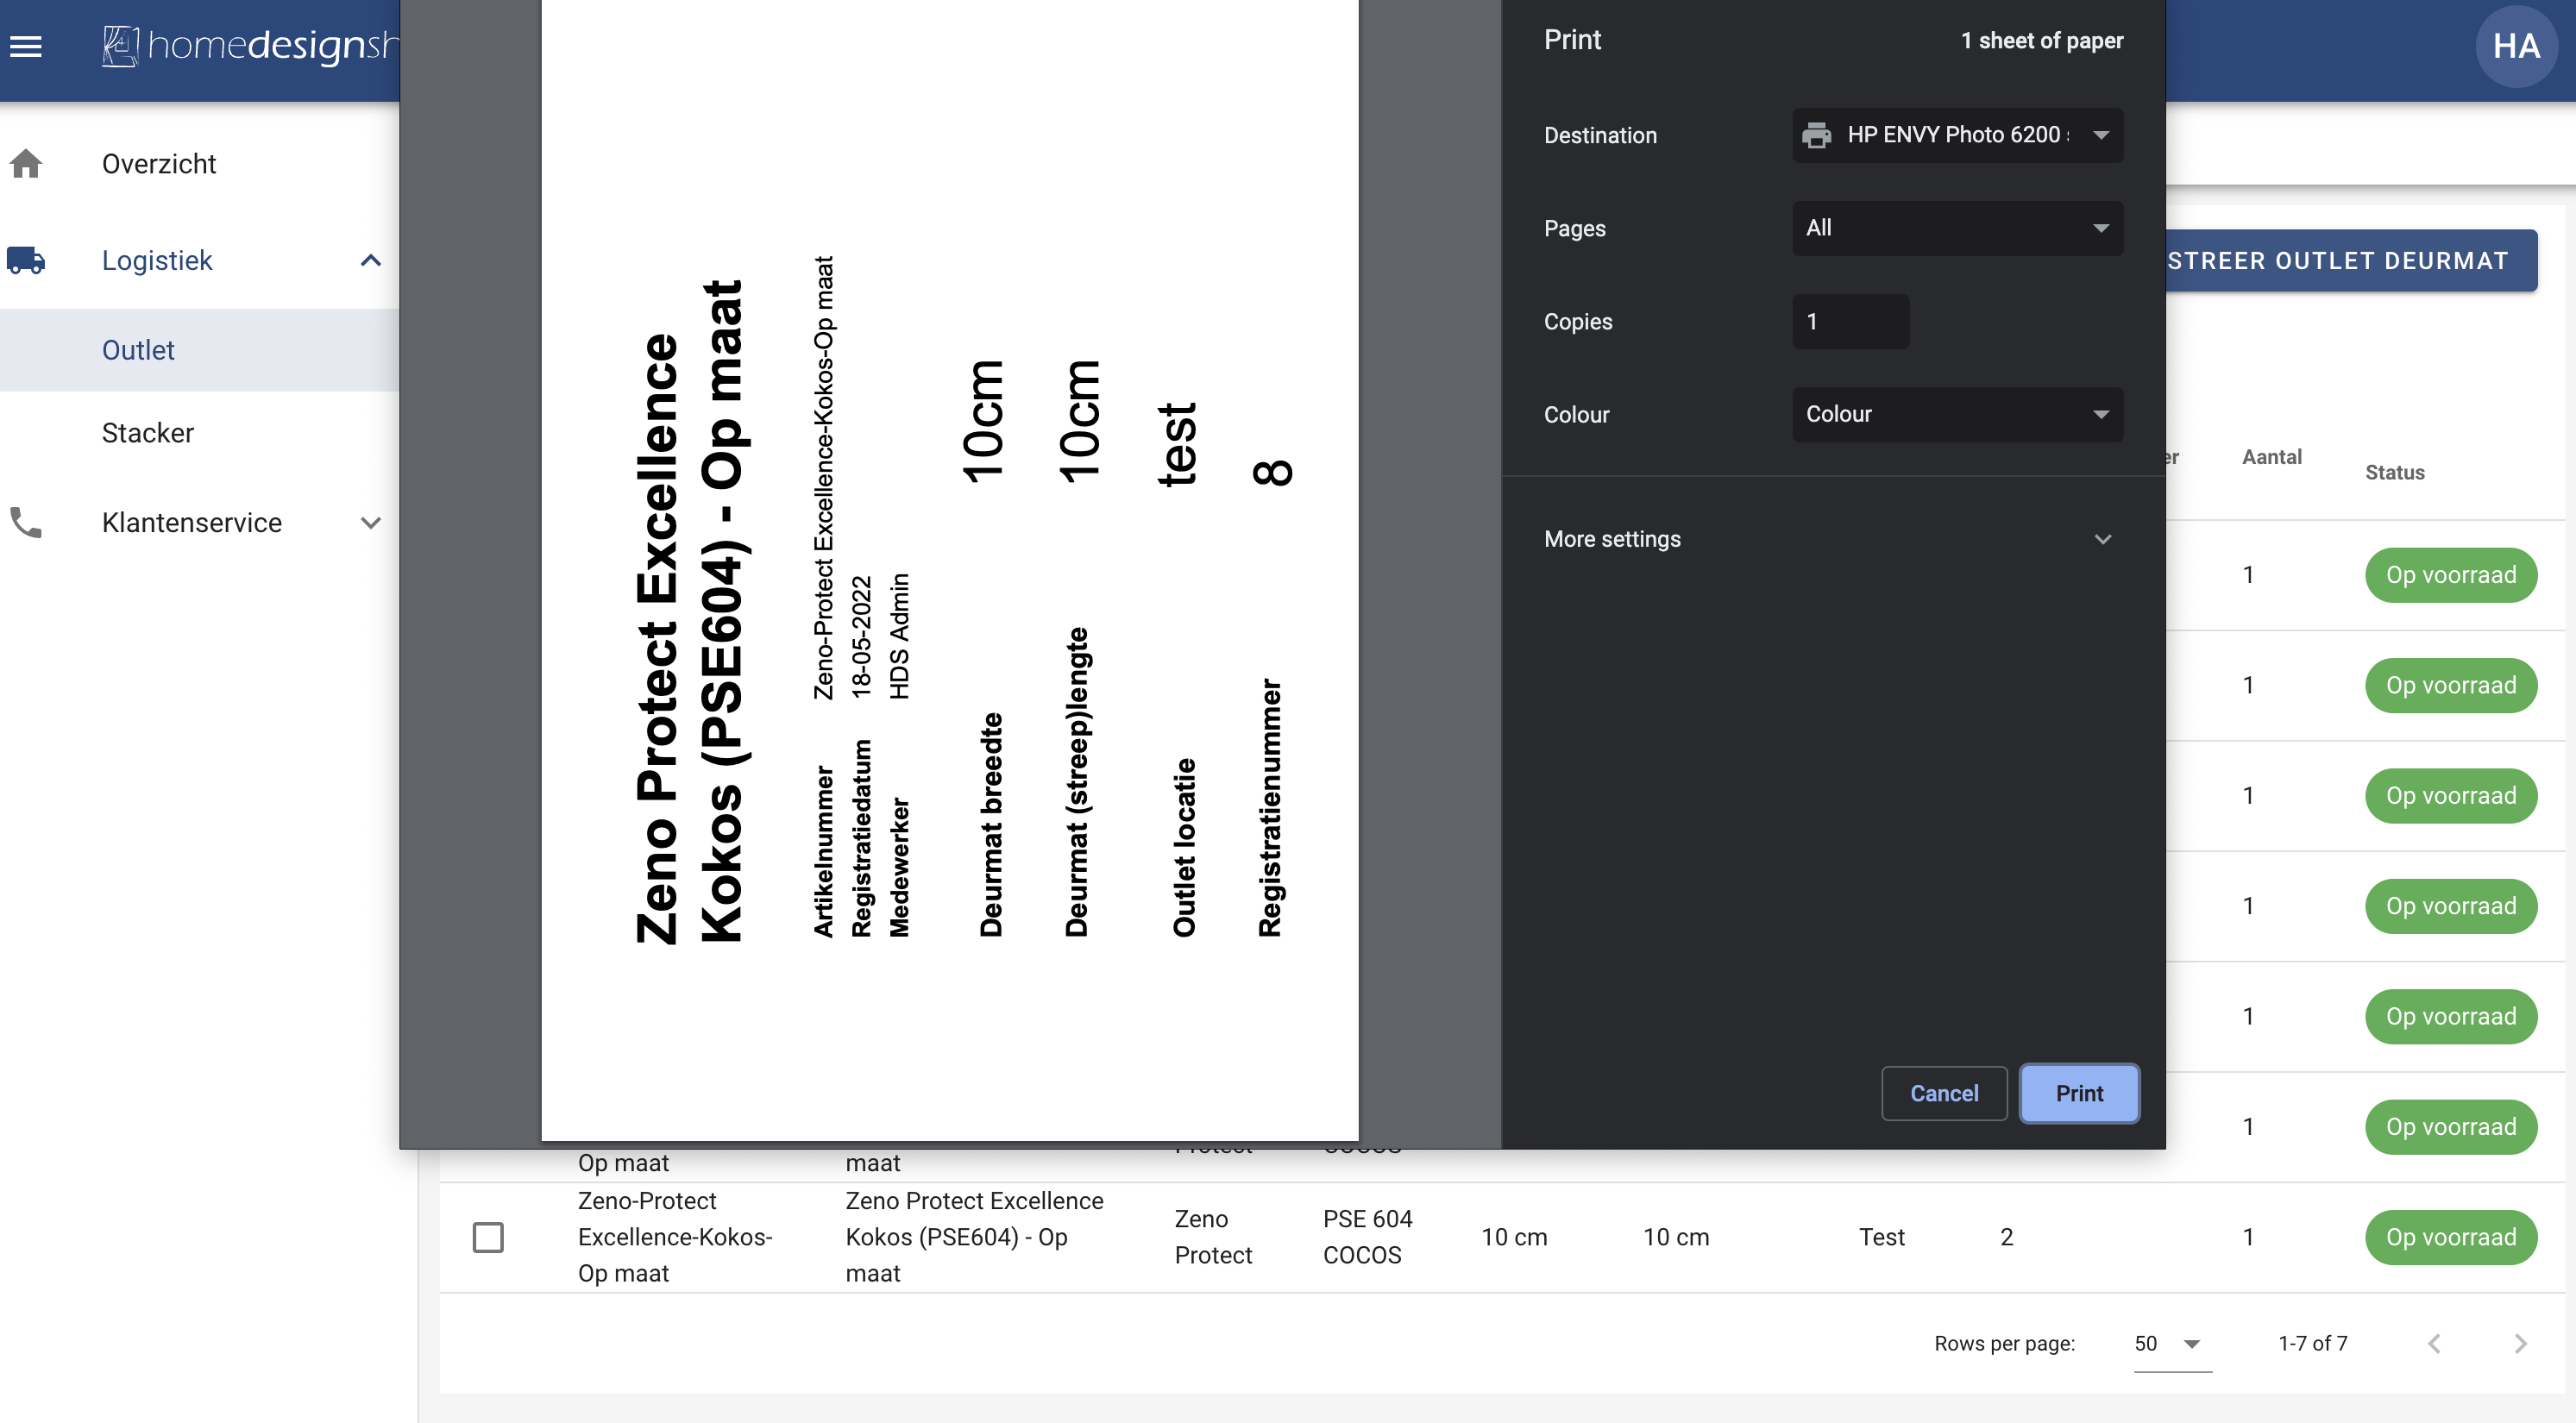 homedesignsh
HA
Overzicht
Logistiek
Outlet
Stacker
Klantenservice
Zeno Protect Excellence
Kokos (PSE604) - Op maat
Artikelnummer Zeno-Protect Excellence-Kokos-Op maat
Registratiedatum 18-05-2022
Medewerker HDS Admin
Deurmat breedte 10cm
Deurmat (streep)lengte 10cm
Outlet locatie test
Registratienummer 8
Print
1 sheet of paper
Destination HP ENVY Photo 6200
Pages All
Copies 1
Colour Colour
More settings
Cancel Print
STREER OUTLET DEURMAT
er Aantal Status
1 Op voorraad
1 Op voorraad
1 Op voorraad
1 Op voorraad
1 Op voorraad
1 Op voorraad
Op maat maat
Zeno-Protect
Excellence-Kokos-
Op maat
Zeno Protect Excellence
Kokos (PSE604) - Op
maat
Zeno
Protect
PSE 604
COCOS
10 cm 10 cm Test 2 1 Op voorraad
Rows per page: 50 1-7 of 7